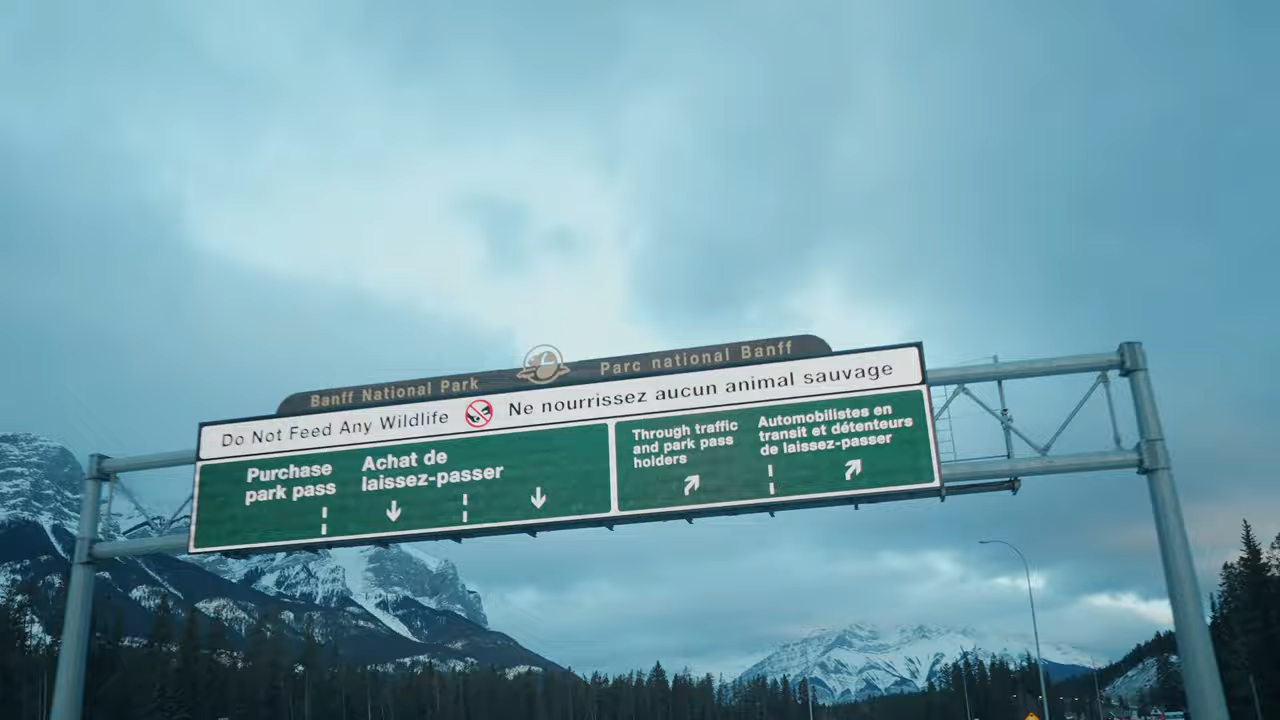 Banff National Park
Parc national Banff
Do Not Feed Any Wildlife
Ne nourrissez aucun animal sauvage
Purchase
park pass
Achat de
laissez-passer
Through traffic
and park pass
holders
Automobilistes en
transit et détenteurs
de laissez-passer